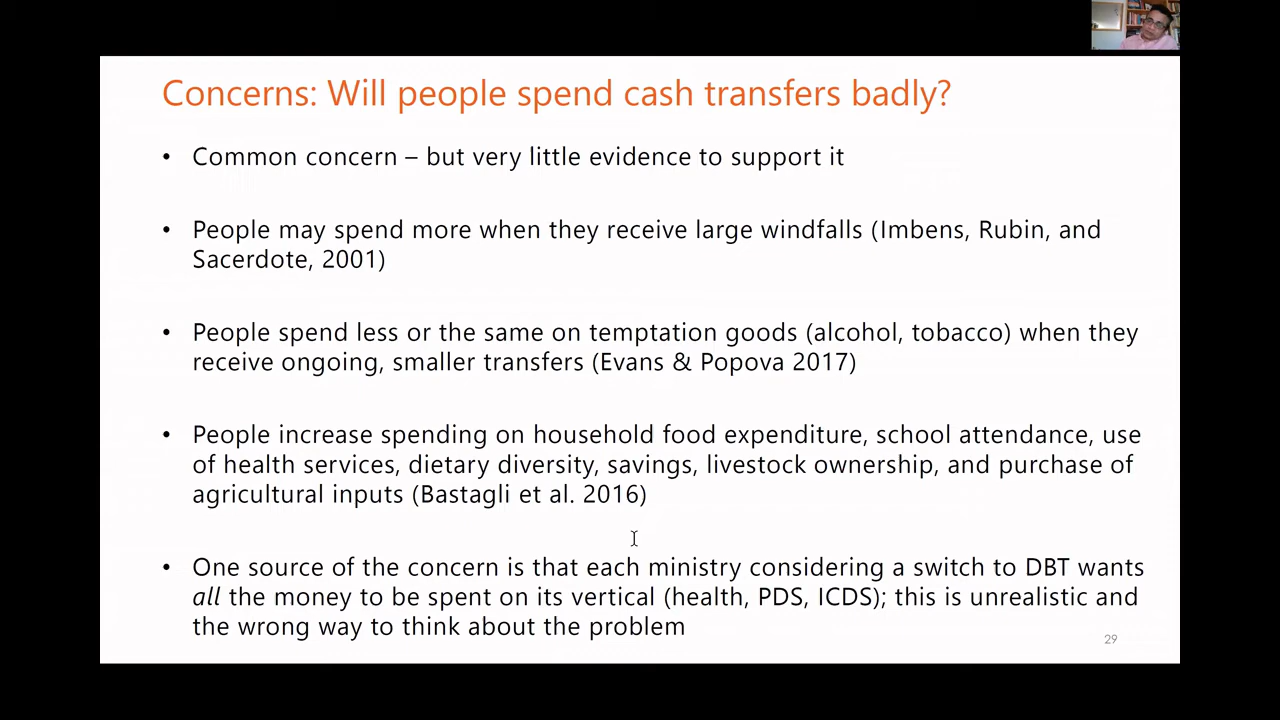 Concerns: Will people spend cash transfers badly?
• Common concern – but very little evidence to support it
• People may spend more when they receive large windfalls (Imbens, Rubin, and
Sacerdote, 2001)
• People spend less or the same on temptation goods (alcohol, tobacco) when they
receive ongoing, smaller transfers (Evans & Popova 2017)
• People increase spending on household food expenditure, school attendance, use
of health services, dietary diversity, savings, livestock ownership, and purchase of
agricultural inputs (Bastagli et al. 2016)
• One source of the concern is that each ministry considering a switch to DBT wants
all the money to be spent on its vertical (health, PDS, ICDS); this is unrealistic and
the wrong way to think about the problem
29